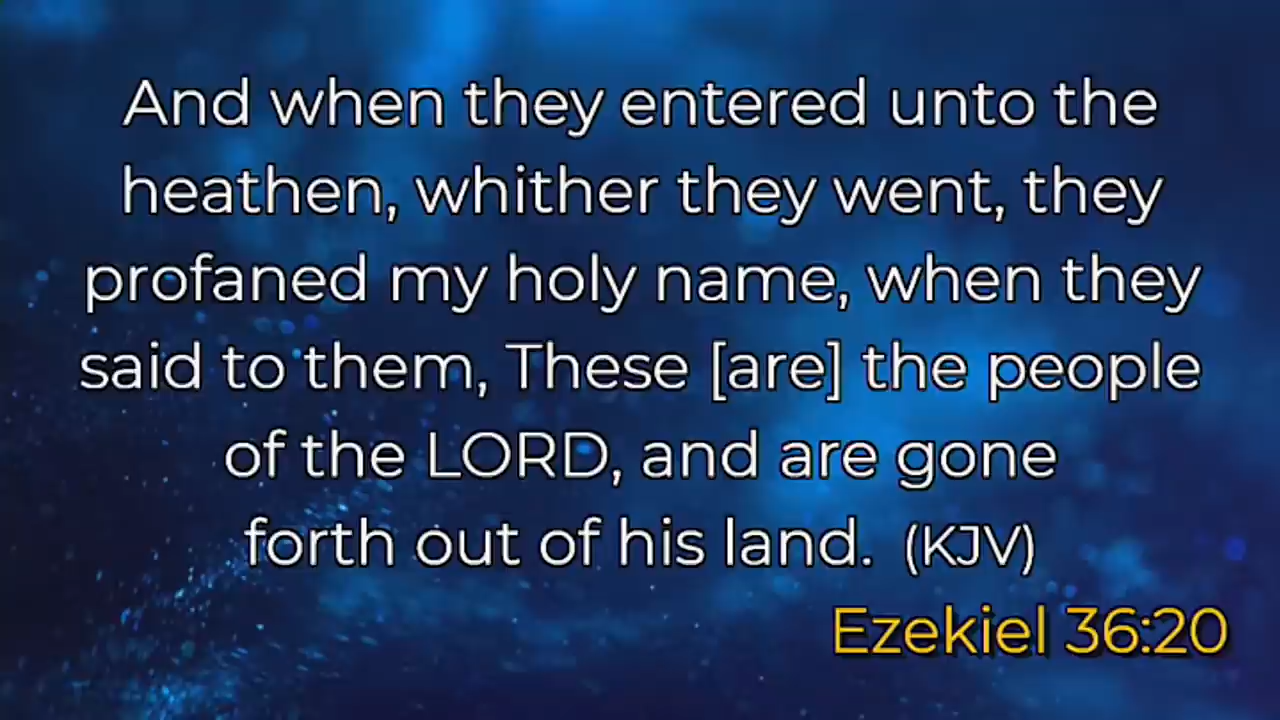 And when they entered unto the
heathen, whither they went, they
profaned my holy name, when they
said to them, These [are] the people
of the LORD, and are gone
forth out of his land. (KJV)
Ezekiel 36:20